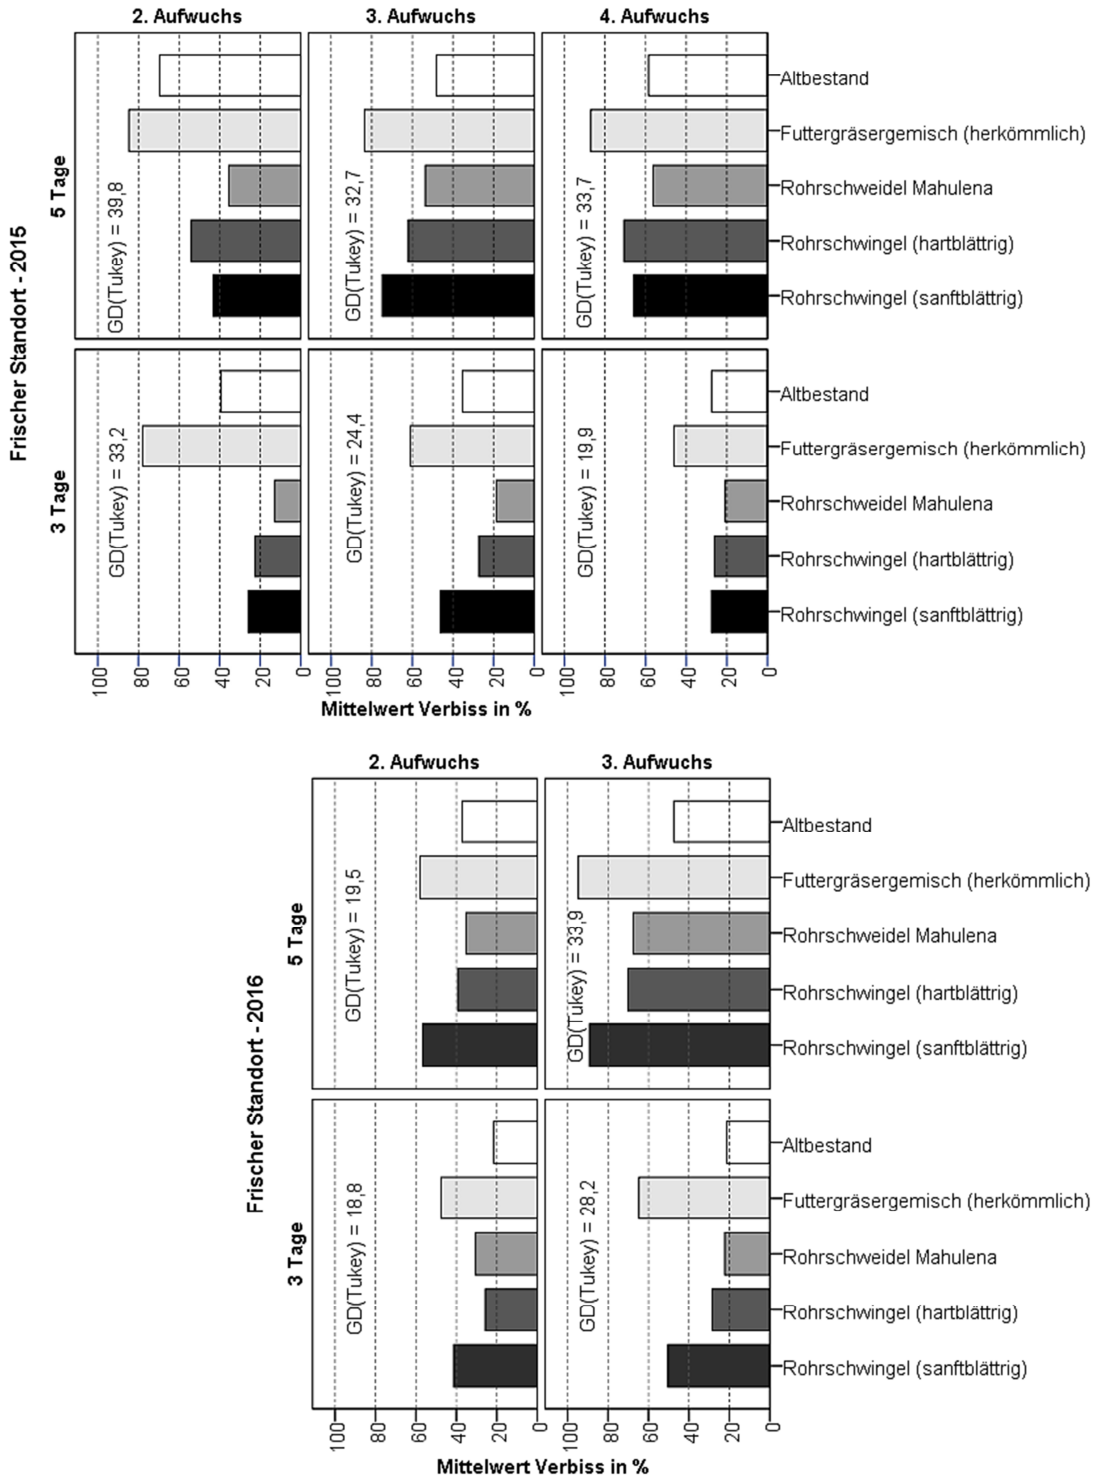 Frischer Standort - 2015
2. Aufwuchs
3. Aufwuchs
4. Aufwuchs
5 Tage
GD(Tukey) = 39,8
GD(Tukey) = 32,7
GD(Tukey) = 33,7
Altbestand
Futtergräsergemisch (herkömmlich)
Rohrschweidel Mahulena
Rohrschwingel (hartblättrig)
Rohrschwingel (sanftblättrig)
3 Tage
GD(Tukey) = 33,2
GD(Tukey) = 24,4
GD(Tukey) = 19,9
Altbestand
Futtergräsergemisch (herkömmlich)
Rohrschweidel Mahulena
Rohrschwingel (hartblättrig)
Rohrschwingel (sanftblättrig)
100 80 60 40 20 0
100 80 60 40 20 0
100 80 60 40 20 0
Mittelwert Verbiss in %
Frischer Standort - 2016
2. Aufwuchs
3. Aufwuchs
5 Tage
GD(Tukey) = 19,5
GD(Tukey) = 33,9
Altbestand
Futtergräsergemisch (herkömmlich)
Rohrschweidel Mahulena
Rohrschwingel (hartblättrig)
Rohrschwingel (sanftblättrig)
3 Tage
GD(Tukey) = 18,8
GD(Tukey) = 28,2
Altbestand
Futtergräsergemisch (herkömmlich)
Rohrschweidel Mahulena
Rohrschwingel (hartblättrig)
Rohrschwingel (sanftblättrig)
100 80 60 40 20 0
100 80 60 40 20 0
Mittelwert Verbiss in %